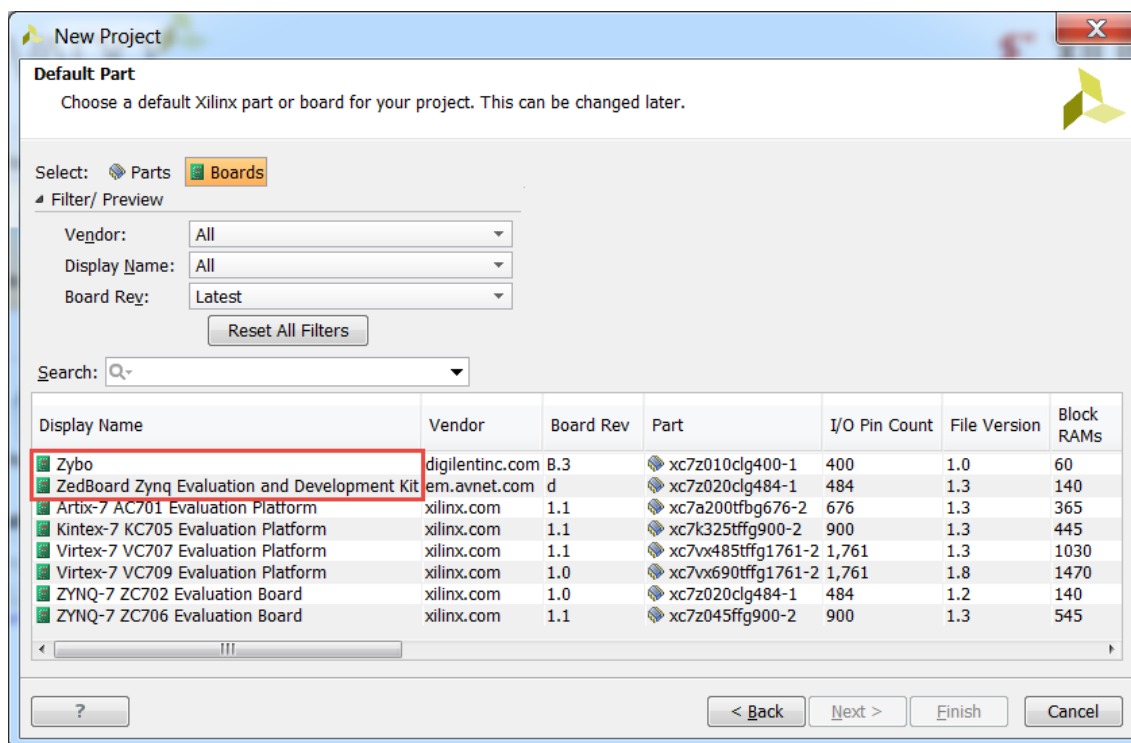 New Project
Default Part
Choose a default Xilinx part or board for your project. This can be changed later.
Select: Parts Boards
Filter/ Preview
Vendor: All
Display Name: All
Board Rev: Latest
Reset All Filters
Search:
Display Name Vendor Board Rev Part I/O Pin Count File Version Block RAMs
Zybo digilentinc.com B.3 xc7z010clg400-1 400 1.0 60
ZedBoard Zynq Evaluation and Development Kit em.avnet.com d xc7z020clg484-1 484 1.3 140
Artix-7 AC701 Evaluation Platform xilinx.com 1.1 xc7a200tfbg676-2 676 1.3 365
Kintex-7 KC705 Evaluation Platform xilinx.com 1.1 xc7k325tffg900-2 900 1.3 445
Virtex-7 VC707 Evaluation Platform xilinx.com 1.1 xc7vx485tffg1761-2 1,761 1.3 1030
Virtex-7 VC709 Evaluation Platform xilinx.com 1.0 xc7vx690tffg1761-2 1,761 1.8 1470
ZYNQ-7 ZC702 Evaluation Board xilinx.com 1.0 xc7z020clg484-1 484 1.2 140
ZYNQ-7 ZC706 Evaluation Board xilinx.com 1.1 xc7z045ffg900-2 900 1.3 545
? < Back Next > Finish Cancel